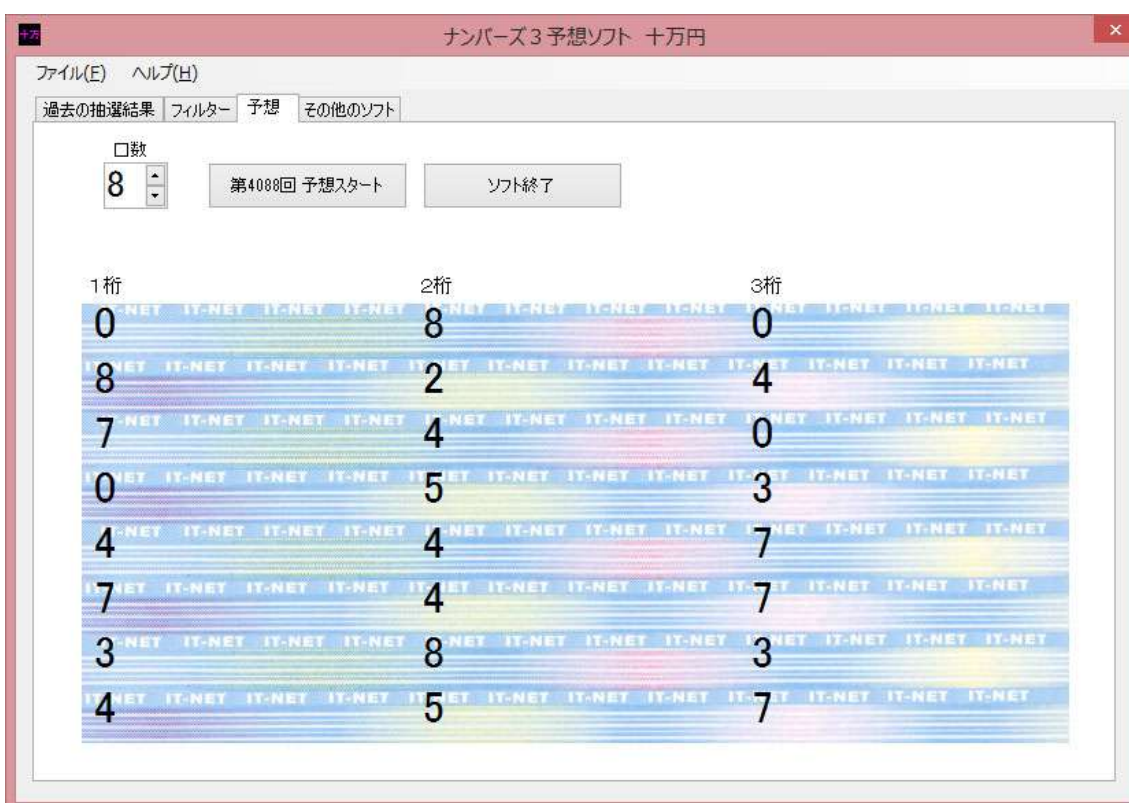 十万 ナンバーズ3予想ソフト 十万円
ファイル(F) ヘルプ(H)
過去の抽選結果 フィルター 予想 その他のソフト
口数
8 第4088回 予想スタート ソフト終了
1桁 2桁 3桁
0 8 0
8 2 4
7 4 0
0 5 3
4 4 7
7 4 7
3 8 3
4 5 7